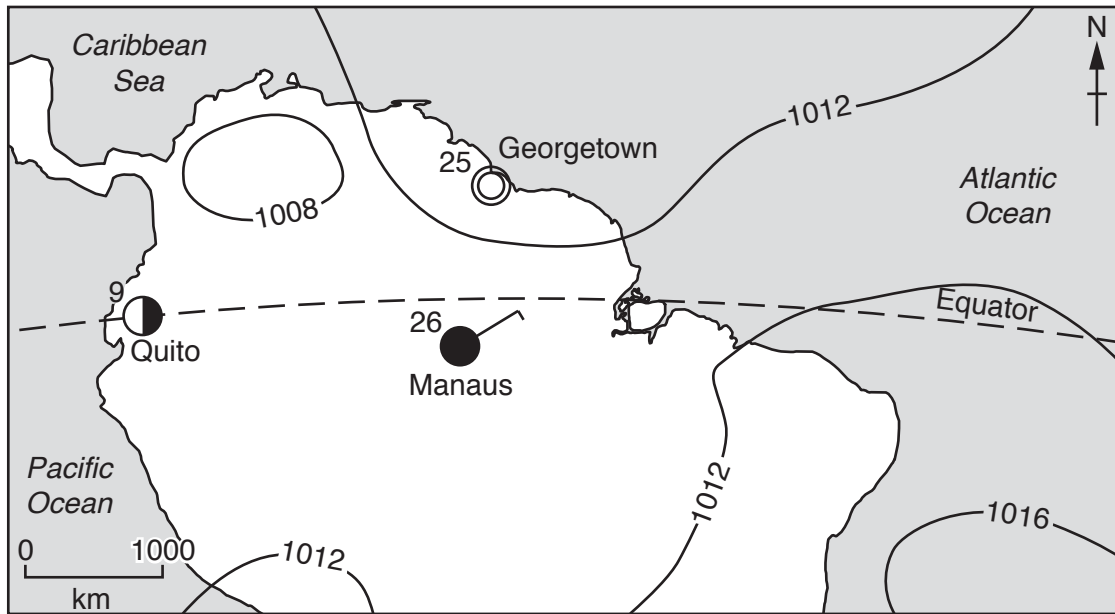 Caribbean
Sea
N
1012
Georgetown
25
Atlantic
Ocean
1008
9
Equator
26
Quito
Manaus
Pacific
Ocean
1012
1016
0 1000
km
1012